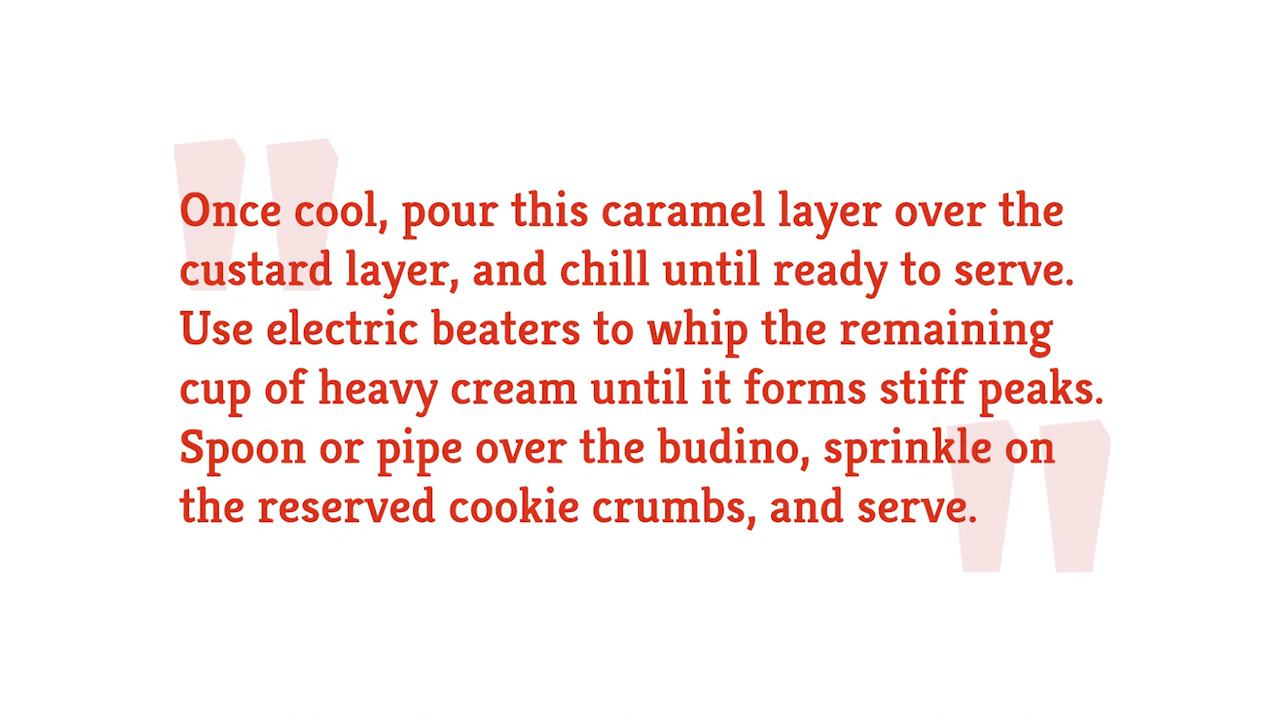 Once cool, pour this caramel layer over the
custard layer, and chill until ready to serve.
Use electric beaters to whip the remaining
cup of heavy cream until it forms stiff peaks.
Spoon or pipe over the budino, sprinkle on
the reserved cookie crumbs, and serve.